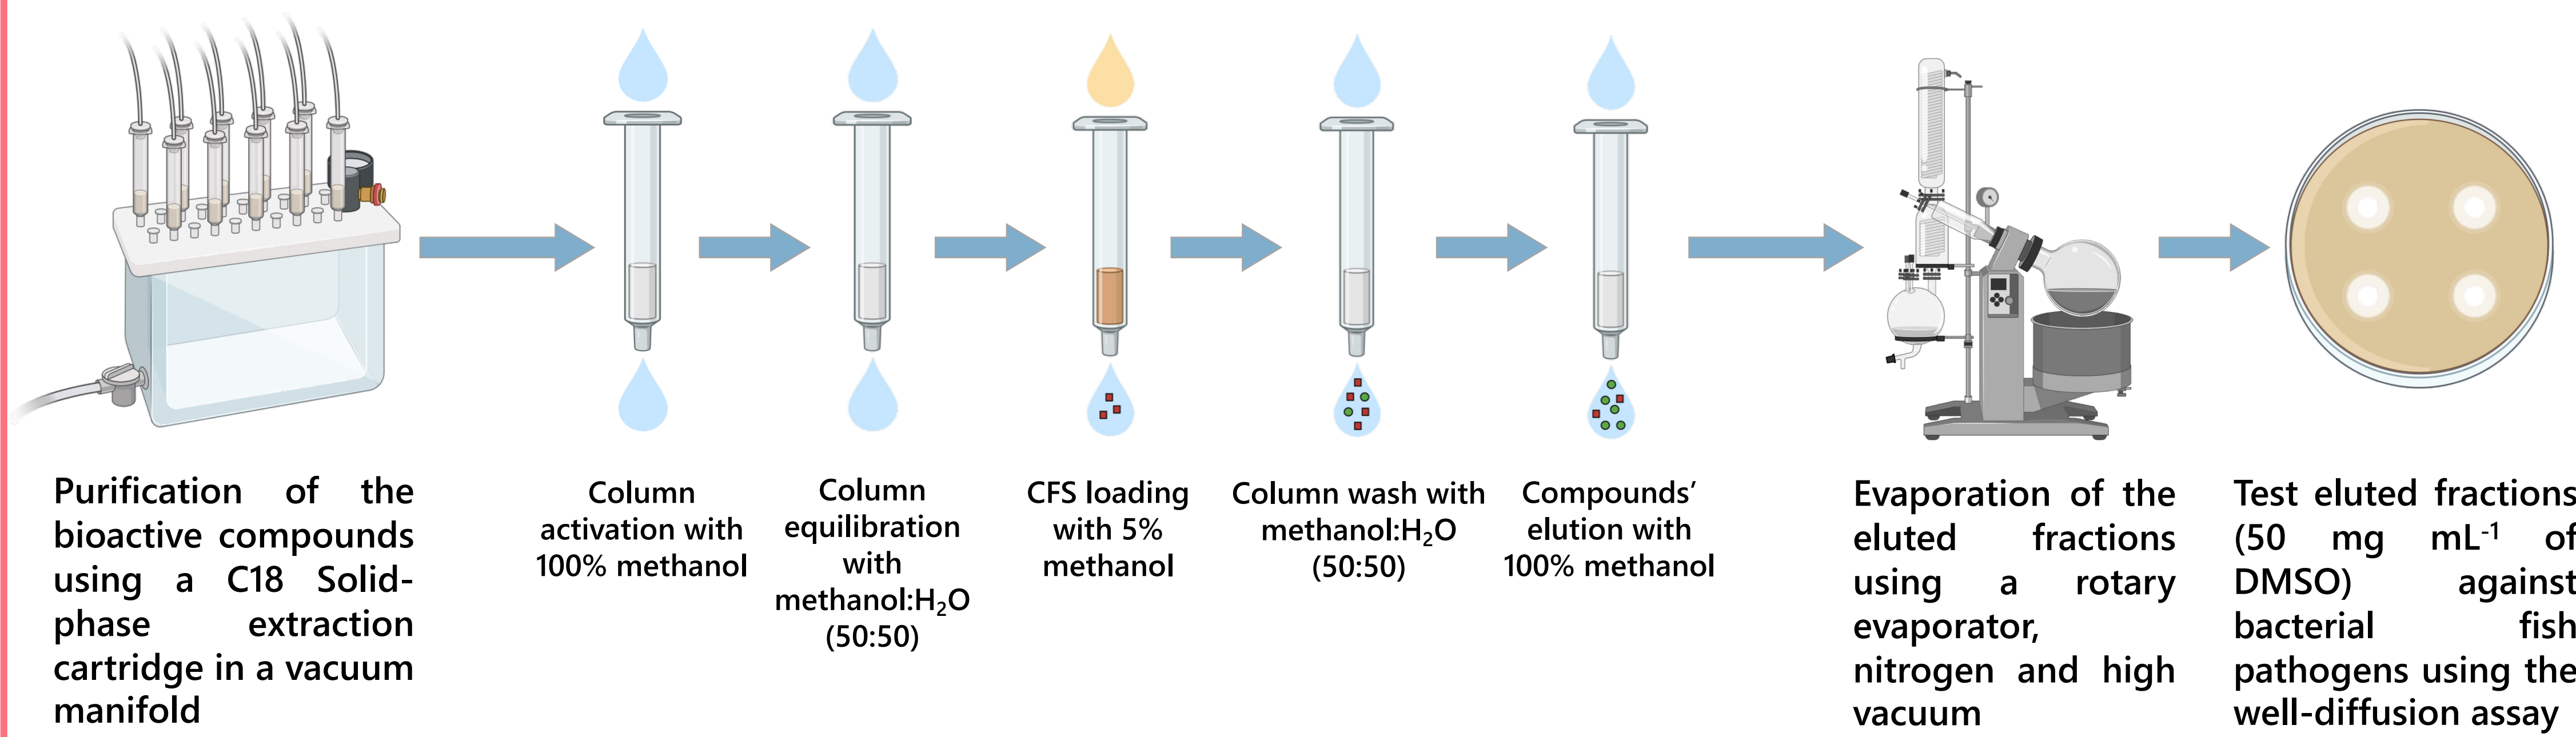 Purification of the
bioactive compounds
using a C18 Solid-
phase extraction
cartridge in a vacuum
manifold
Column
activation with
100% methanol
Column
equilibration
with
methanol:H₂O
(50:50)
CFS loading
with 5%
methanol
Column wash with
methanol:H₂O
(50:50)
Compounds’
elution with
100% methanol
Evaporation of the
eluted fractions
using a rotary
evaporator,
nitrogen and high
vacuum
Test eluted fractions
(50 mg mL⁻¹ of
DMSO) against
bacterial fish
pathogens using the
well-diffusion assay